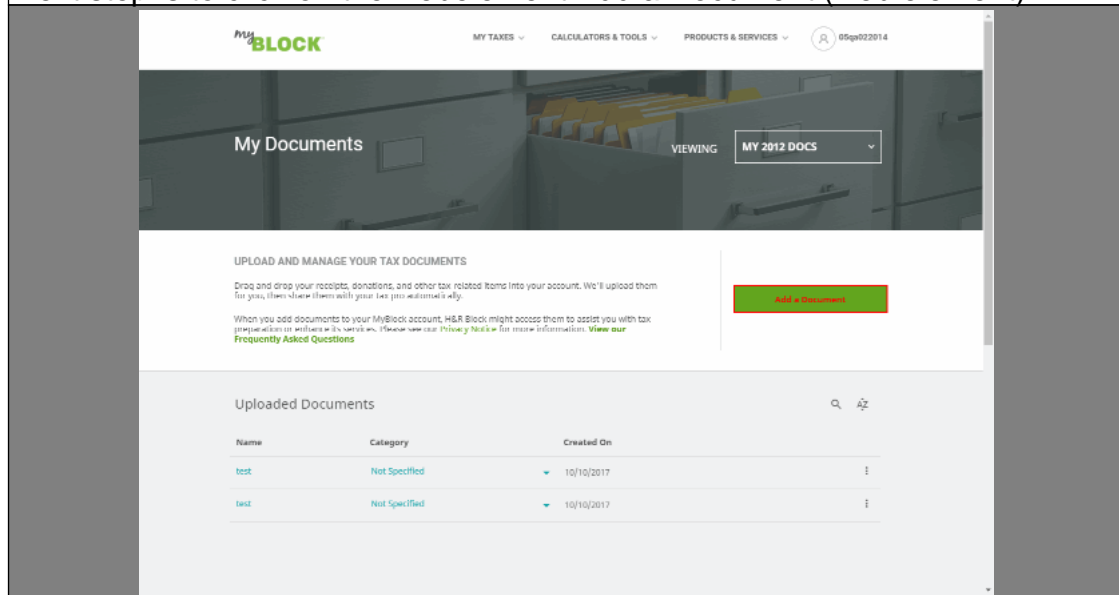 my BLOCK
MY TAXES
CALCULATORS & TOOLS
PRODUCTS & SERVICES
05qa022014
My Documents
VIEWING
MY 2012 DOCS
UPLOAD AND MANAGE YOUR TAX DOCUMENTS
Drag and drop your receipts, donations, and other tax related items into your account. We'll upload them
for you, then share them with your tax pro automatically.
Add a Document
When you add documents to your MyBlock account, H&R Block might access them to assist you with tax
preparation or enhance its services. Please see our Privacy Notice for more information. View our
Frequently Asked Questions
Uploaded Documents
AZ
Name Category Created On
test Not Specified 10/10/2017
test Not Specified 10/10/2017